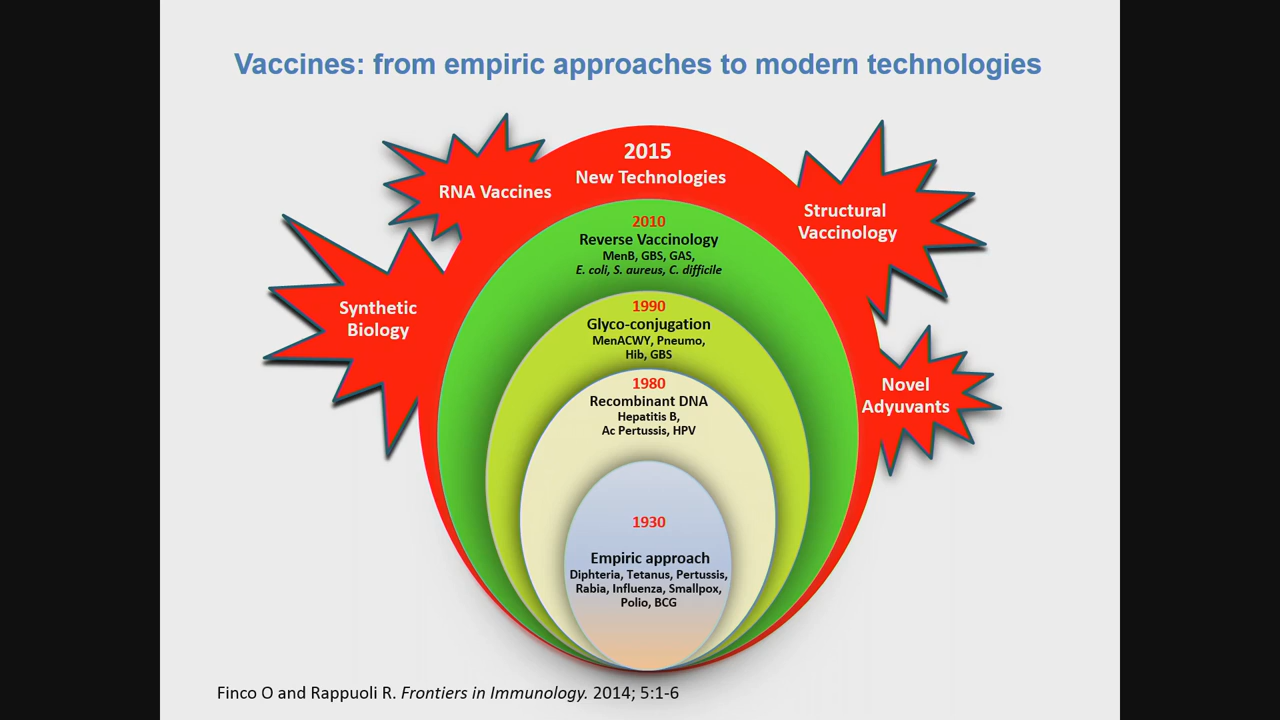 Vaccines: from empiric approaches to modern technologies
2015
New Technologies
RNA Vaccines
Structural
Vaccinology
Synthetic
Biology
Novel
Adyuvants
2010
Reverse Vaccinology
MenB, GBS, GAS,
E. coli, S. aureus, C. difficile
1990
Glyco-conjugation
MenACWY, Pneumo,
Hib, GBS
1980
Recombinant DNA
Hepatitis B,
Ac Pertussis, HPV
1930
Empiric approach
Diphteria, Tetanus, Pertussis,
Rabia, Influenza, Smallpox,
Polio, BCG
Finco O and Rappuoli R. Frontiers in Immunology. 2014; 5:1-6